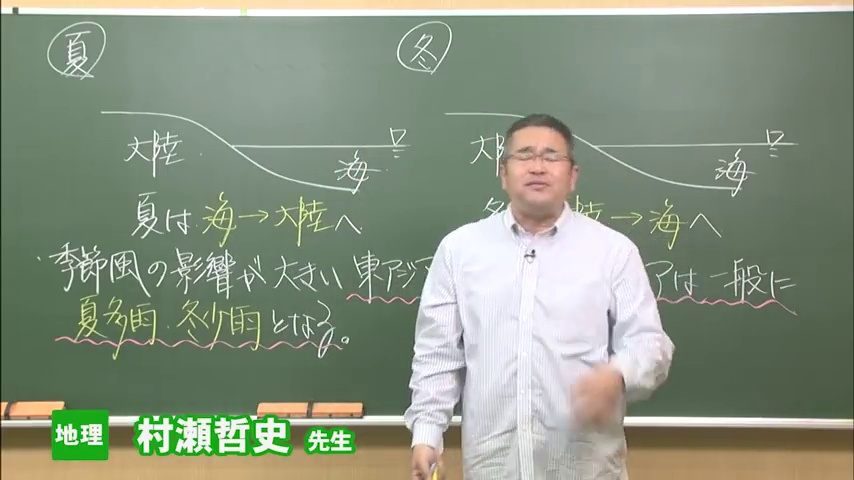 夏
冬
大陸
海
大
海
夏は 海→大陸へ
陸→海へ
季節風の影響が大きい東アジア
アは一般に
夏多雨・冬少雨となる。
地理 村瀬哲史 先生